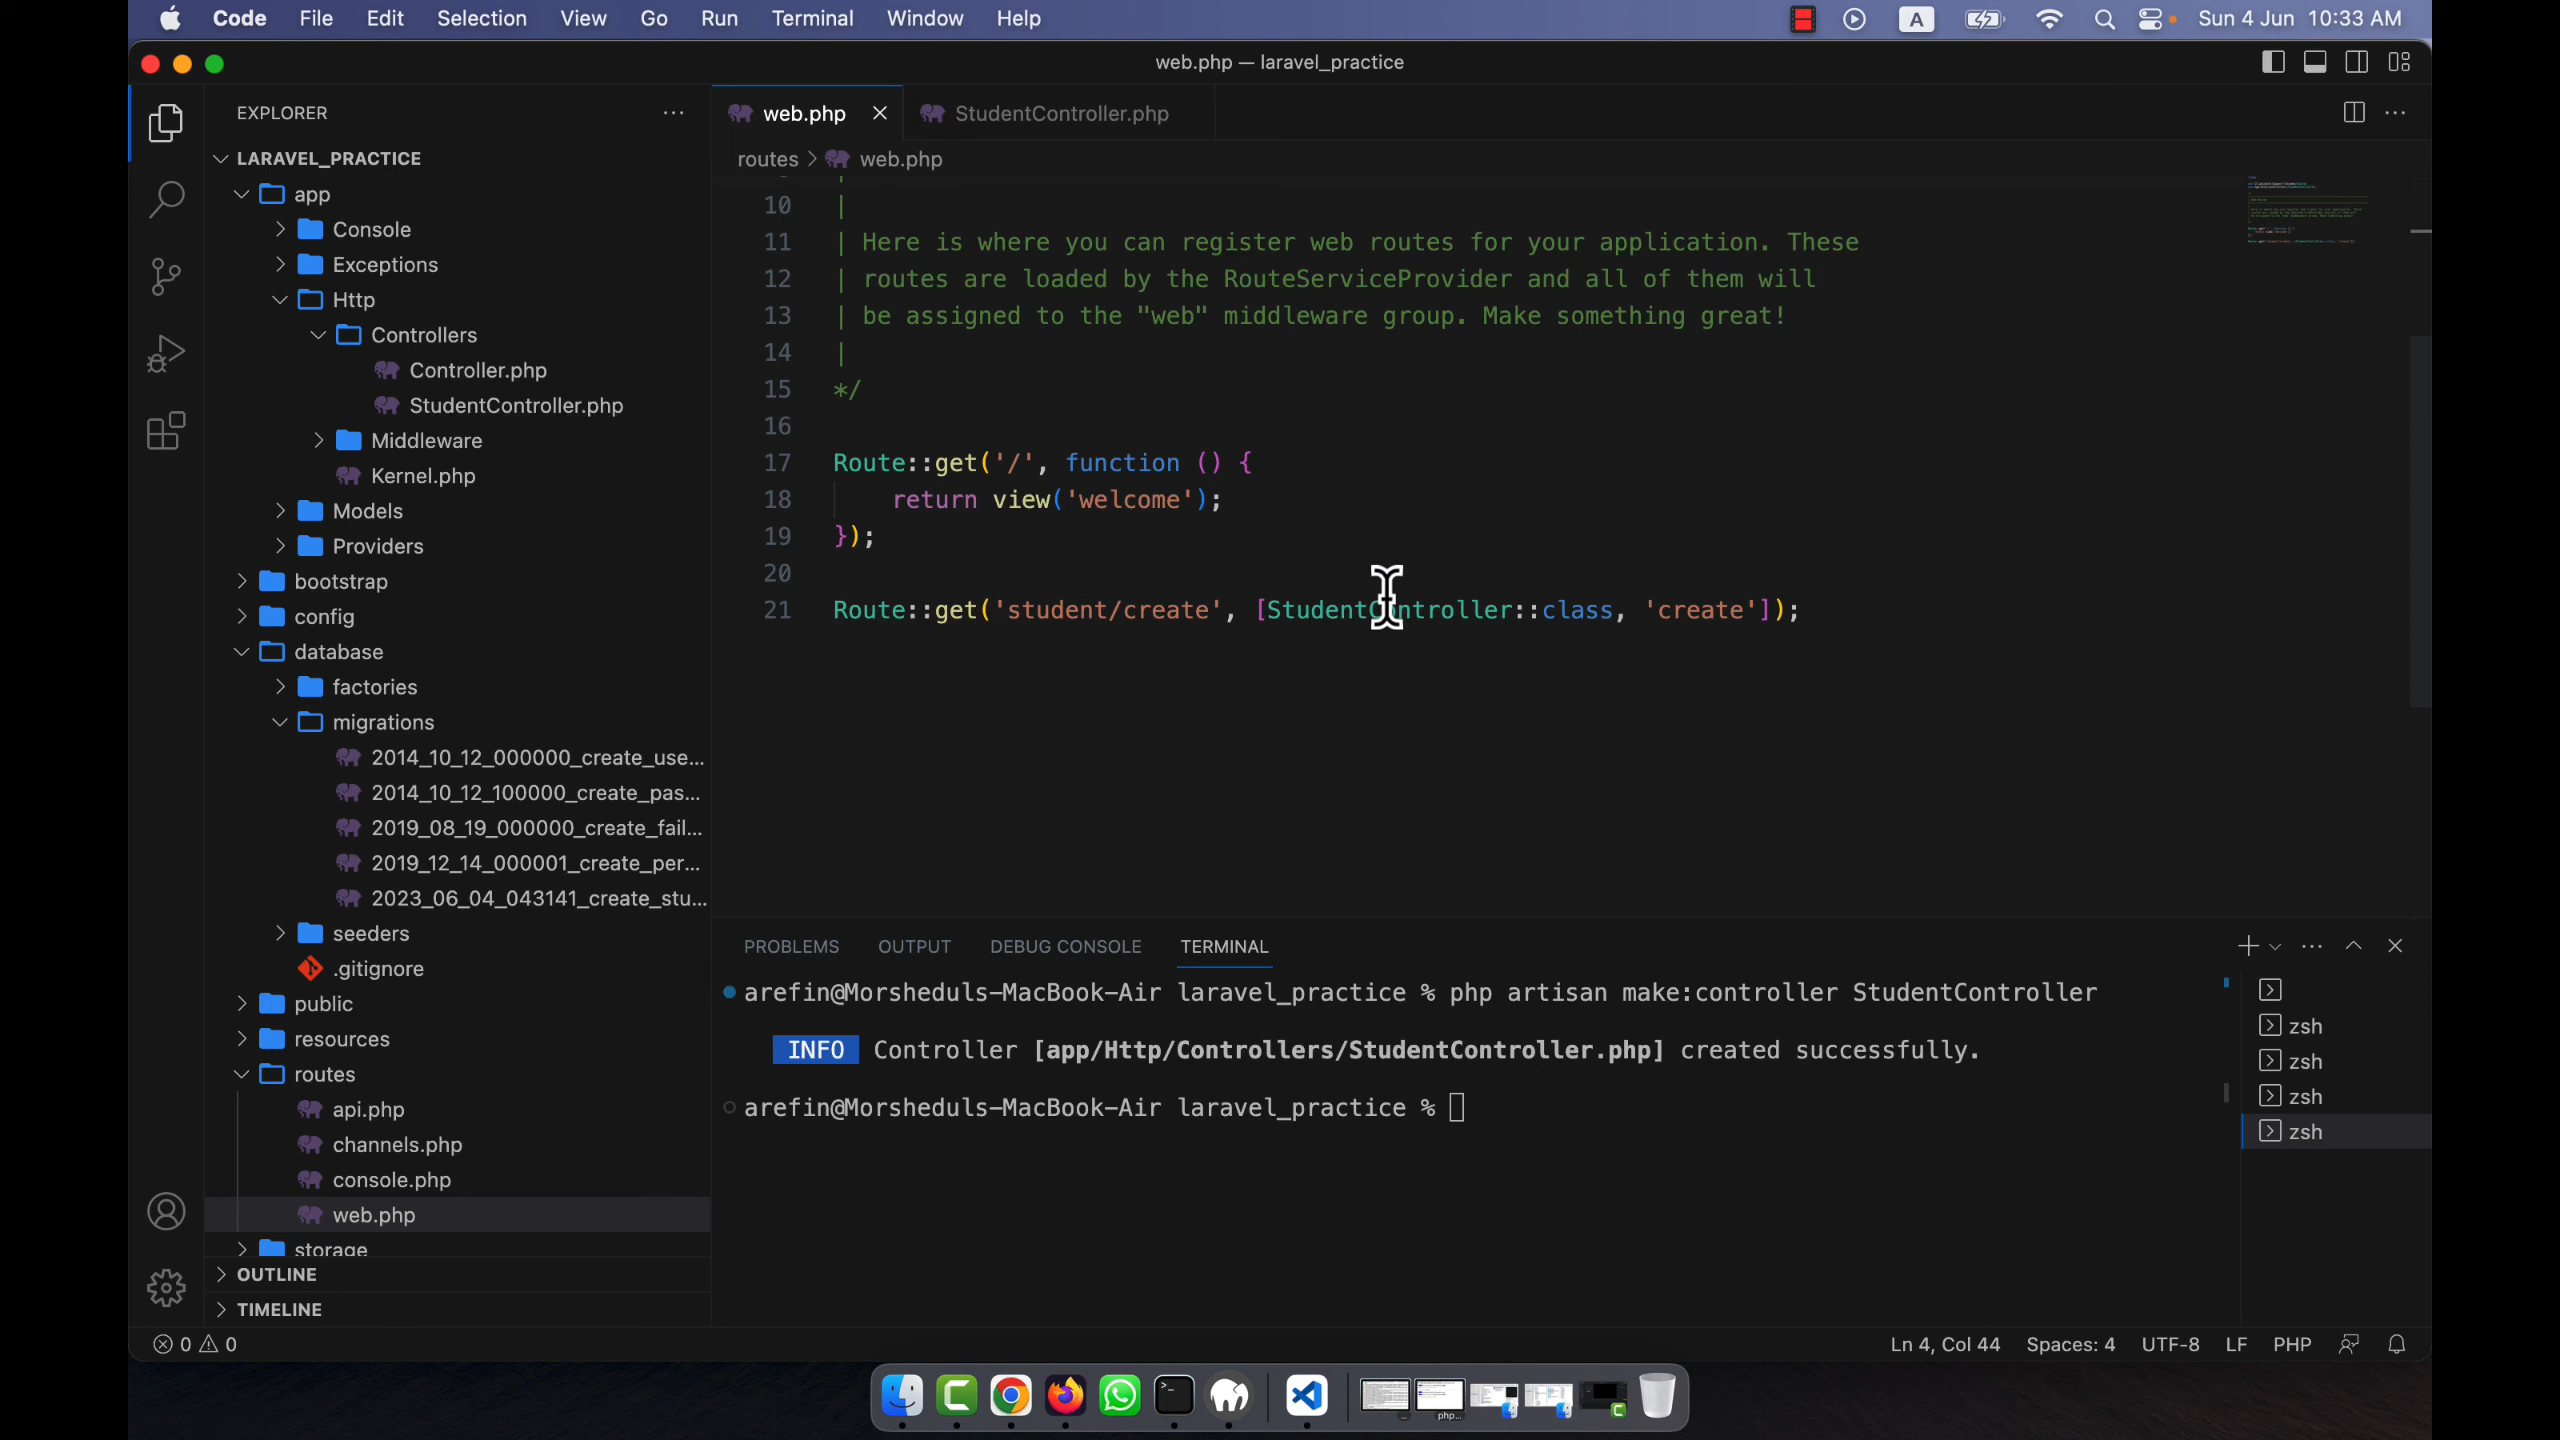 Code File Edit Selection View Go Run Terminal Window Help
A
Sun 4 Jun 10:33 AM
web.php — laravel_practice
EXPLORER
LARAVEL_PRACTICE
app
Console
Exceptions
Http
Controllers
Controller.php
StudentController.php
Middleware
Kernel.php
Models
Providers
bootstrap
config
database
factories
migrations
2014_10_12_000000_create_use...
2014_10_12_100000_create_pas...
2019_08_19_000000_create_fail...
2019_12_14_000001_create_per...
2023_06_04_043141_create_stu...
seeders
.gitignore
public
resources
routes
api.php
channels.php
console.php
web.php
storage
OUTLINE
TIMELINE
web.php
StudentController.php
routes > web.php
10 |
11 | Here is where you can register web routes for your application. These
12 | routes are loaded by the RouteServiceProvider and all of them will
13 | be assigned to the "web" middleware group. Make something great!
14 |
15 */
16
17 Route::get('/', function () {
18 return view('welcome');
19 });
20
21 Route::get('student/create', [StudentController::class, 'create']);
PROBLEMS OUTPUT DEBUG CONSOLE TERMINAL
arefin@Morsheduls-MacBook-Air laravel_practice % php artisan make:controller StudentController
INFO Controller [app/Http/Controllers/StudentController.php] created successfully.
arefin@Morsheduls-MacBook-Air laravel_practice %
zsh
zsh
zsh
zsh
0 0
Ln 4, Col 44 Spaces: 4 UTF-8 LF PHP
php...